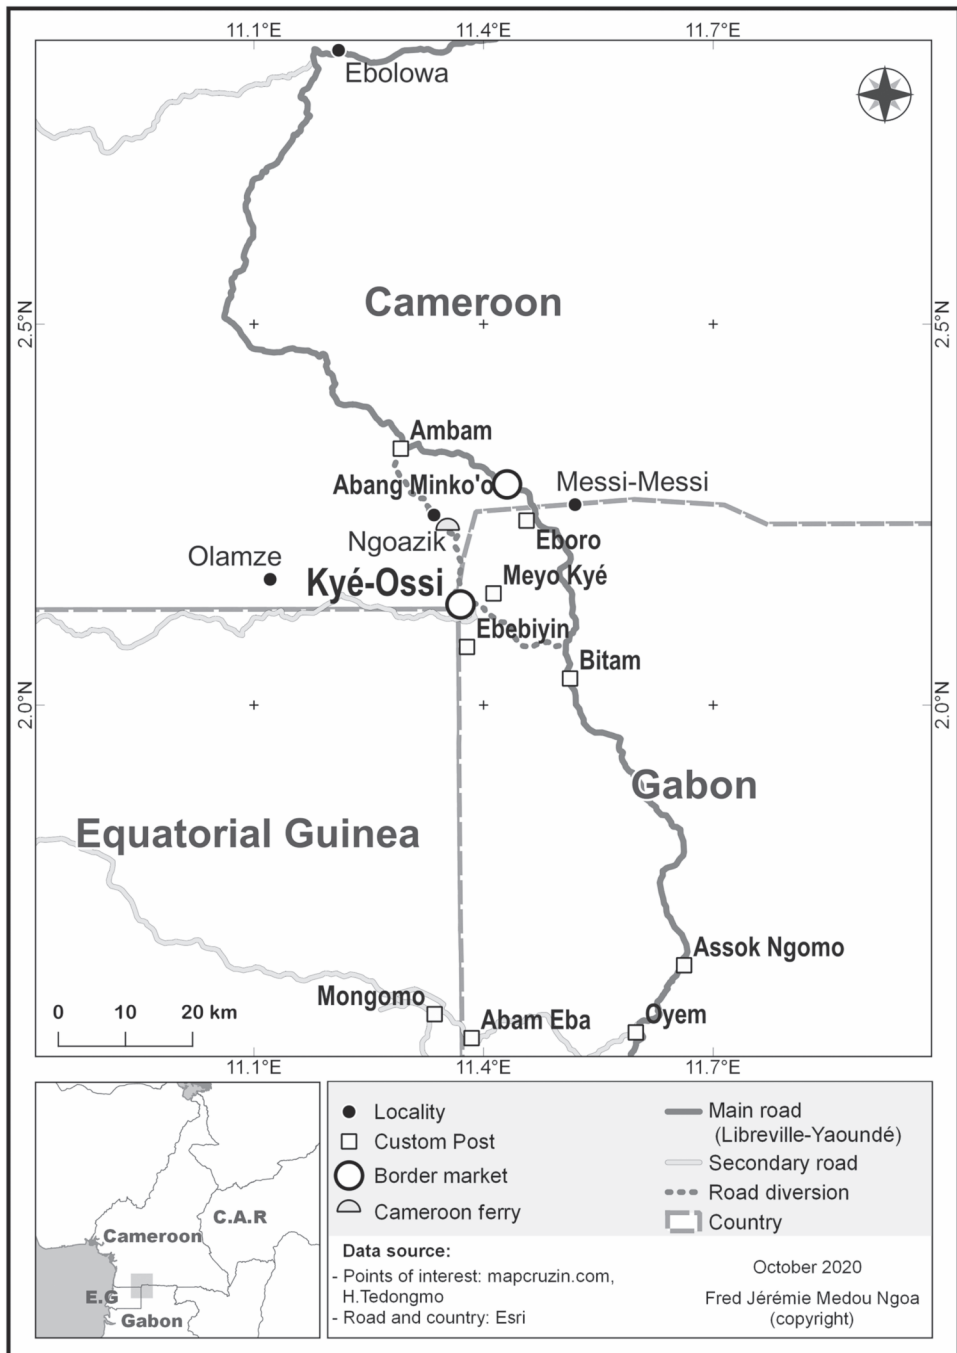 11.1°E 11.4°E 11.7°E
Ebolowa
Cameroon
2.5°N 2.5°N
Ambam
Abang Minko'o
Messi-Messi
Ngoazik
Eboro
Olamze
Kyé-Ossi
Meyo Kyé
Ebebiyin
Bitam
2.0°N 2.0°N
Gabon
Equatorial Guinea
Assok Ngomo
Mongomo
Abam Eba
Oyem
0 10 20 km
11.1°E 11.4°E 11.7°E
C.A.R
Cameroon
E.G
Gabon
Locality
Custom Post
Border market
Cameroon ferry
Main road
(Libreville-Yaoundé)
Secondary road
Road diversion
Country
Data source:
- Points of interest: mapcruzin.com,
H.Tedongmo
- Road and country: Esri
October 2020
Fred Jérémie Medou Ngoa
(copyright)